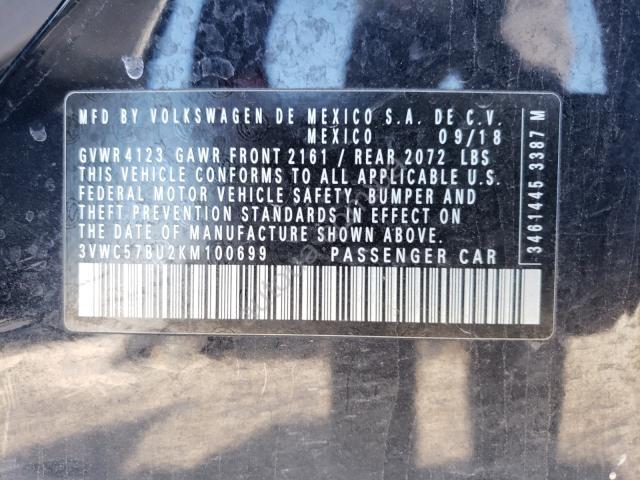 MFD BY VOLKSWAGEN DE MEXICO S.A. DE C.V.
MEXICO 09/18
GVWR 4123 GAWR FRONT 2161 / REAR 2072 LBS
THIS VEHICLE CONFORMS TO ALL APPLICABLE U.S.
FEDERAL MOTOR VEHICLE SAFETY, BUMPER AND
THEFT PREVENTION STANDARDS IN EFFECT ON
THE DATE OF MANUFACTURE SHOWN ABOVE.
3VWC57BU2KM100699 PASSENGER CAR
3461445 3387 M